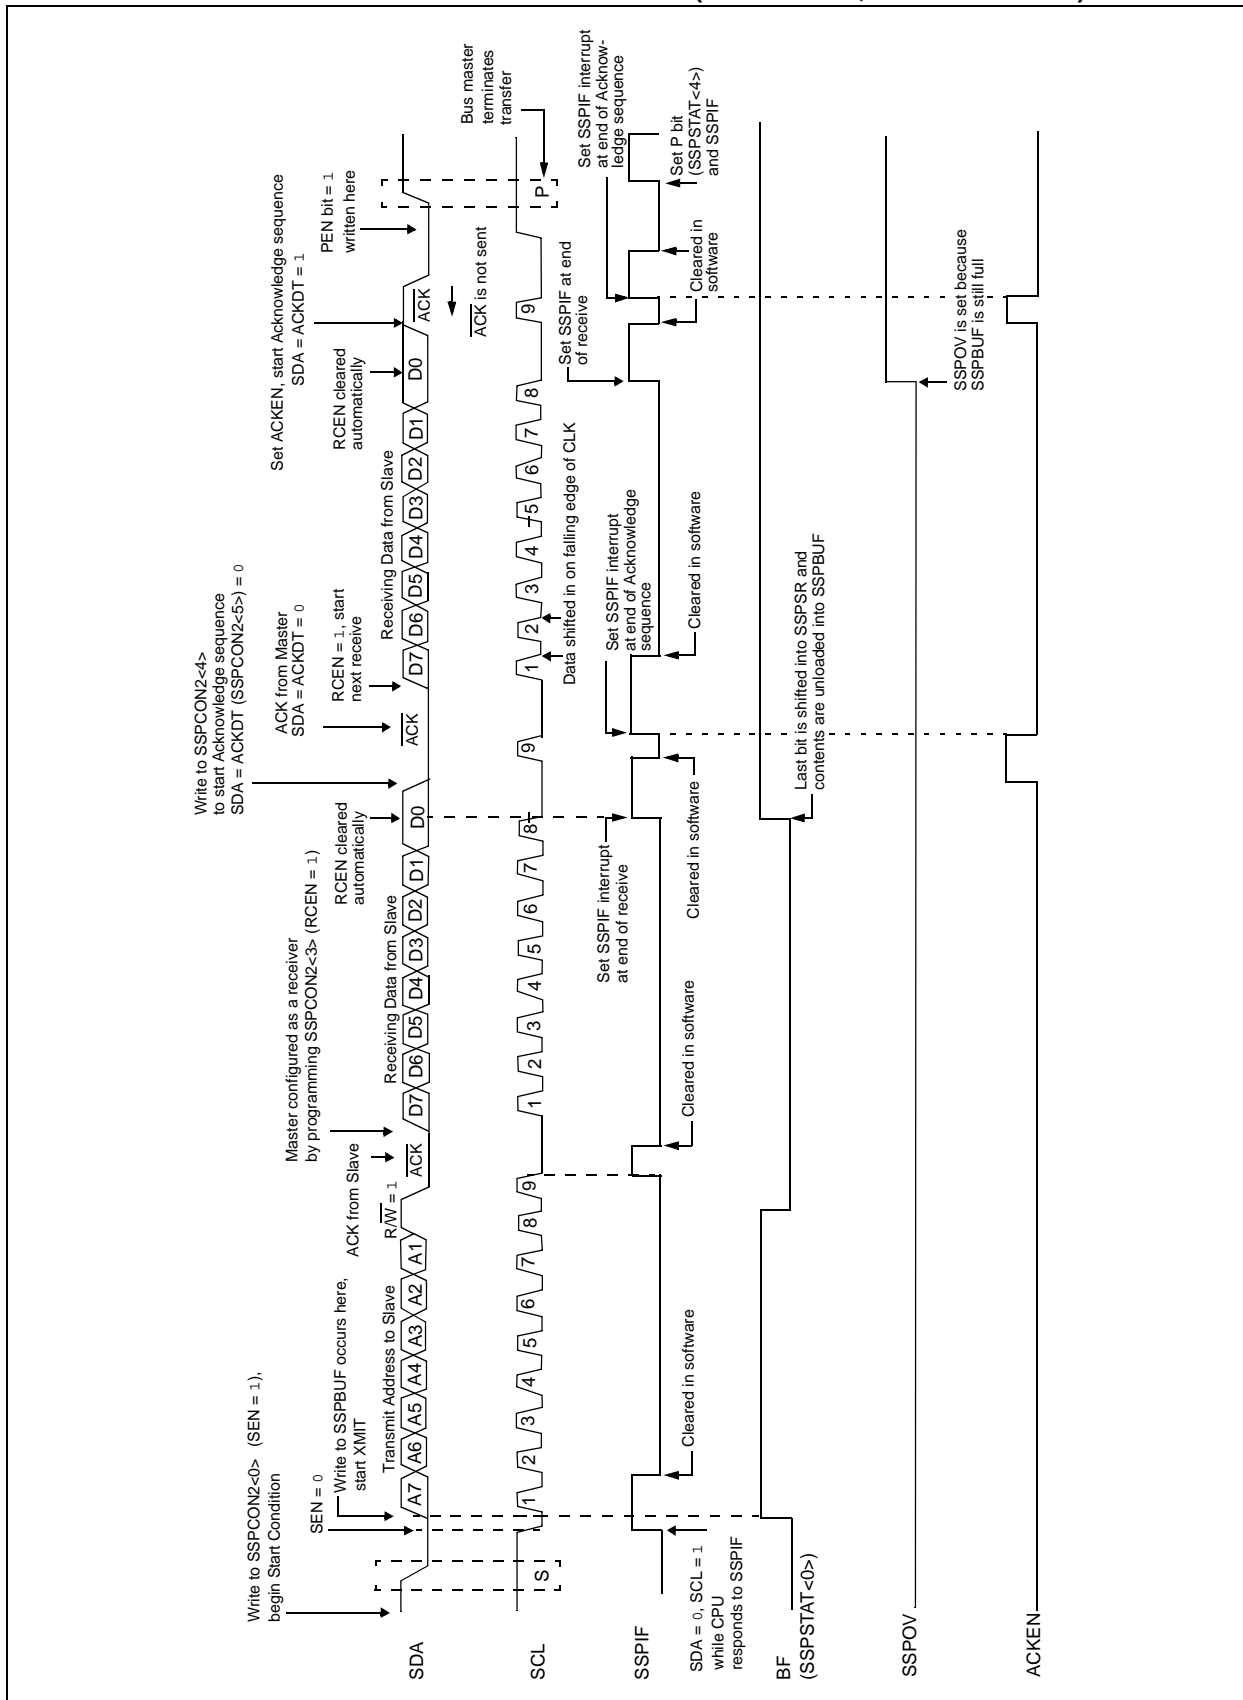 Write to SSPCON2<0> (SEN = 1),
begin Start Condition
SEN = 0
Write to SSPBUF occurs here,
start XMIT
Transmit Address to Slave
R/W = 1
ACK from Slave
Master configured as a receiver
by programming SSPCON2<3> (RCEN = 1)
Receiving Data from Slave
RCEN cleared
automatically
Write to SSPCON2<4>
to start Acknowledge sequence
SDA = ACKDT (SSPCON2<5>) = 0
ACK from Master
SDA = ACKDT = 0
RCEN = 1, start
next receive
Receiving Data from Slave
RCEN cleared
automatically
Set ACKEN, start Acknowledge sequence
SDA = ACKDT = 1
PEN bit = 1
written here
SDA
A7 A6 A5 A4 A3 A2 A1
ACK
D7 D6 D5 D4 D3 D2 D1 D0
ACK
D7 D6 D5 D4 D3 D2 D1 D0
ACK
ACK is not sent
Bus master
terminates
transfer
SCL
S
1 2 3 4 5 6 7 8 9
1 2 3 4 5 6 7 8 9
1 2 3 4 5 6 7 8 9
P
Data shifted in on falling edge of CLK
Set SSPIF interrupt
at end of receive
Set SSPIF interrupt
at end of Acknowledge
sequence
Set SSPIF at end
of receive
Set SSPIF interrupt
at end of Acknow-
ledge sequence
SSPIF
SDA = 0, SCL = 1
while CPU
responds to SSPIF
Cleared in software
Cleared in software
Cleared in software
Cleared in software
Cleared in
software
Set P bit
(SSPSTAT<4>)
and SSPIF
BF
(SSPSTAT<0>)
Last bit is shifted into SSPSR and
contents are unloaded into SSPBUF
SSPOV
SSPOV is set because
SSPBUF is still full
ACKEN